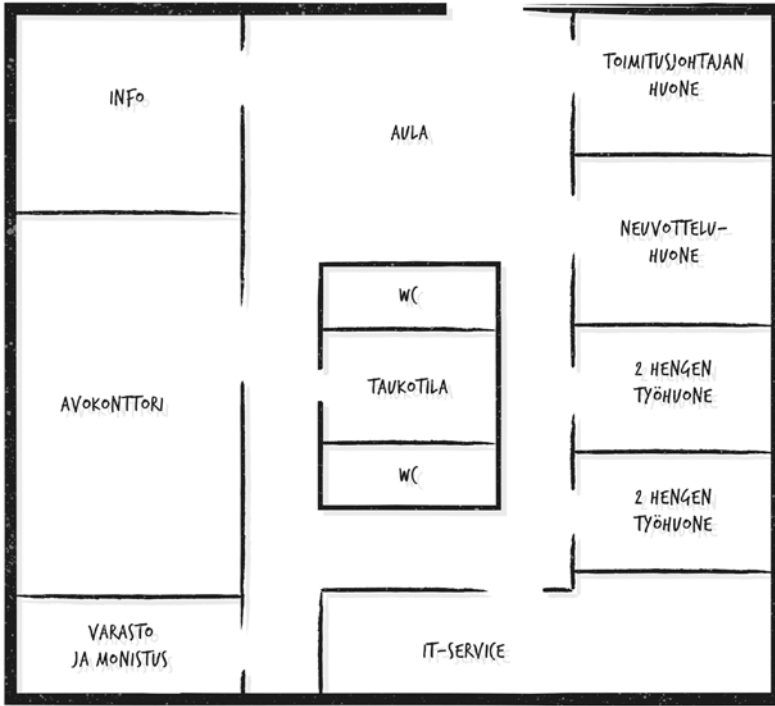 INFO
AULA
TOIMITUSJOHTAJAN
HUONE
NEUVOTTELU-
HUONE
WC
TAUKOTILA
WC
AVOKONTTORI
2 HENGEN
TYÖHUONE
2 HENGEN
TYÖHUONE
VARASTO
JA MONISTUS
IT-SERVICE